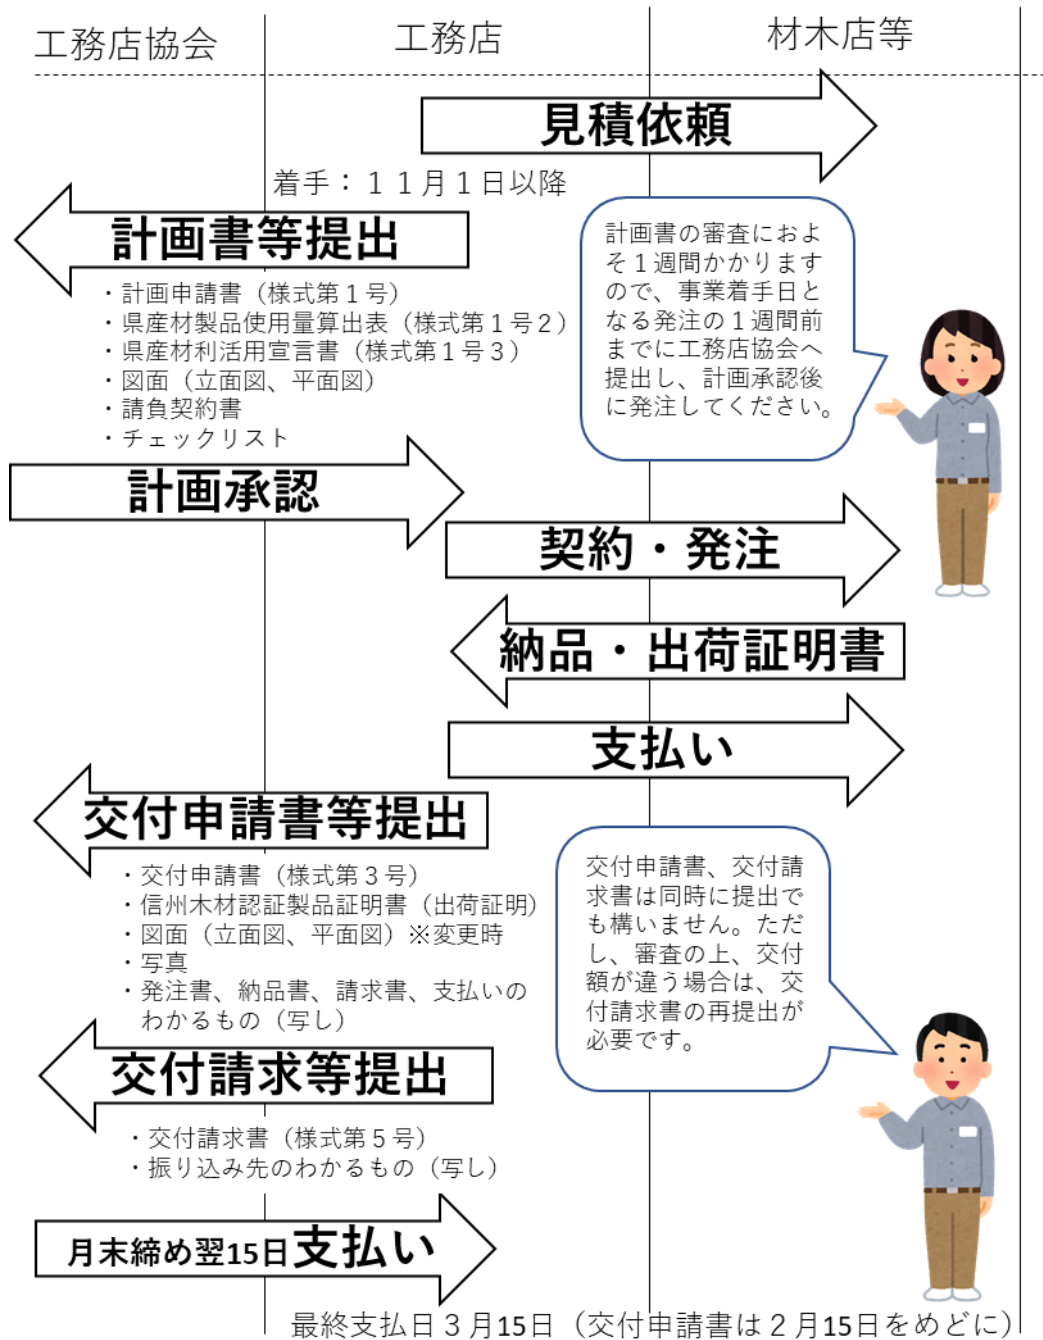 工務店協会
工務店
材木店等
見積依頼
着手：１１月１日以降
計画書等提出
・計画申請書（様式第１号）
・県産材製品使用量算出表（様式第１号２）
・県産材利活用宣言書（様式第１号３）
・図面（立面図、平面図）
・請負契約書
・チェックリスト
計画書の審査におよ
そ１週間かかります
ので、事業着手日と
なる発注の１週間前
までに工務店協会へ
提出し、計画承認後
に発注してください。
計画承認
契約・発注
納品・出荷証明書
支払い
交付申請書等提出
・交付申請書（様式第３号）
・信州木材認証製品証明書（出荷証明）
・図面（立面図、平面図）※変更時
・写真
・発注書、納品書、請求書、支払いの
わかるもの（写し）
交付申請書、交付請
求書は同時に提出で
も構いません。ただ
し、審査の上、交付
額が違う場合は、交
付請求書の再提出が
必要です。
交付請求等提出
・交付請求書（様式第５号）
・振り込み先のわかるもの（写し）
月末締め翌15日支払い
最終支払日３月15日（交付申請書は２月15日をめどに）